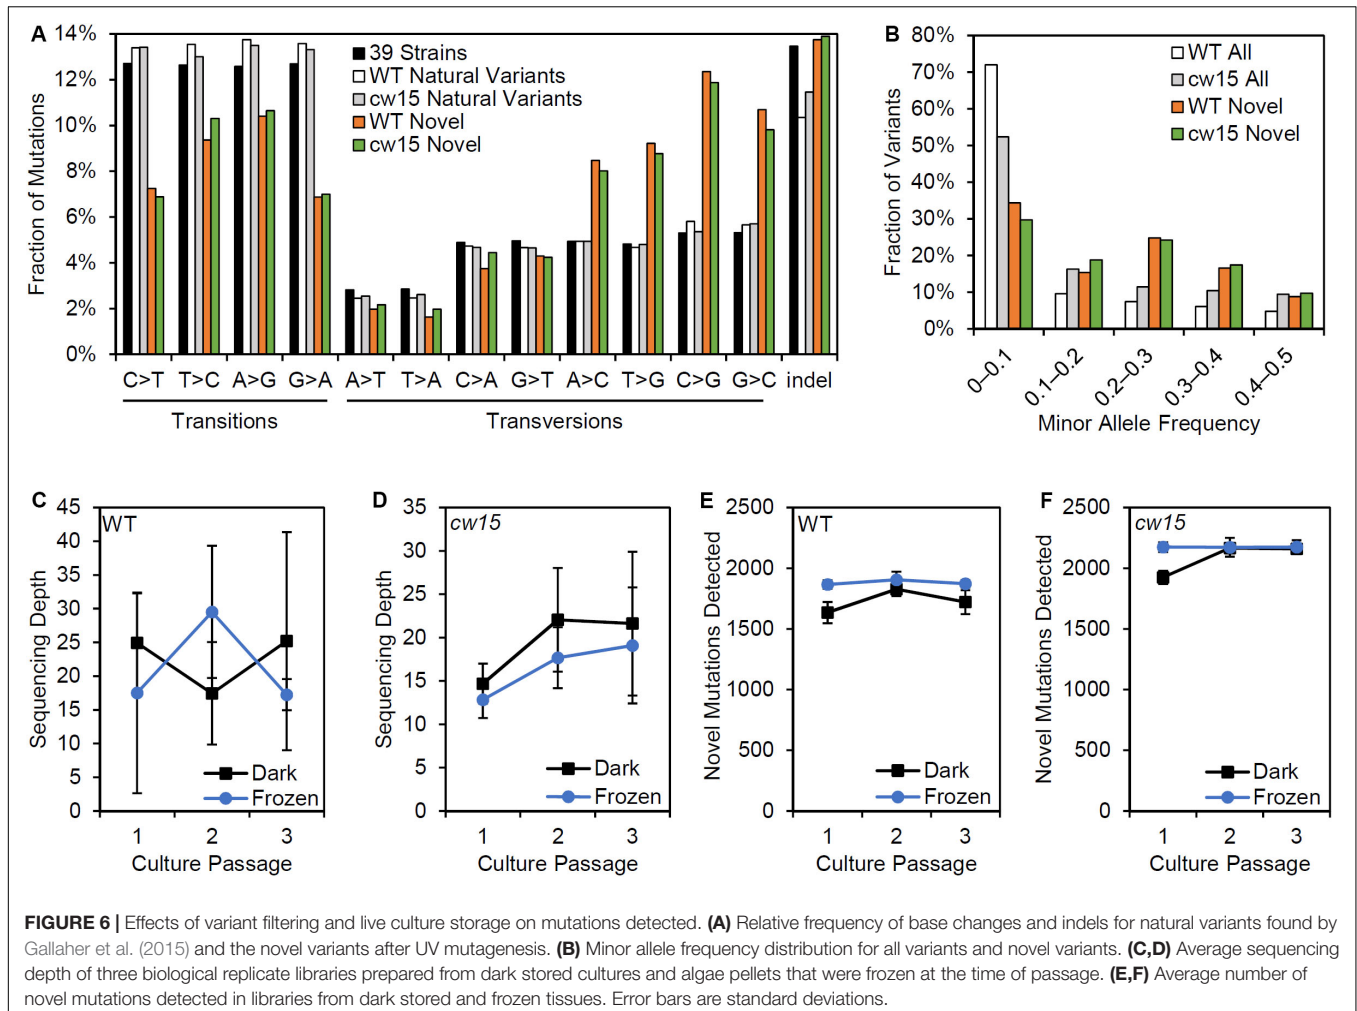 A
14%
12%
10%
8%
6%
4%
2%
0%
Fraction of Mutations
39 Strains
WT Natural Variants
cw15 Natural Variants
WT Novel
cw15 Novel
C>T T>C A>G G>A A>T T>A C>A G>T A>C T>G C>G G>C indel
Transitions Transversions
B
80%
70%
60%
50%
40%
30%
20%
10%
0%
Fraction of Variants
WT All
cw15 All
WT Novel
cw15 Novel
0–0.1 0.1–0.2 0.2–0.3 0.3–0.4 0.4–0.5
Minor Allele Frequency
C
45
40
35
30
25
20
15
10
5
0
Sequencing Depth
WT
Dark
Frozen
1 2 3
Culture Passage
D
35
30
25
20
15
10
5
0
Sequencing Depth
cw15
Dark
Frozen
1 2 3
Culture Passage
E
2500
2000
1500
1000
500
0
Novel Mutations Detected
WT
Dark
Frozen
1 2 3
Culture Passage
F
2500
2000
1500
1000
500
0
Novel Mutations Detected
cw15
Dark
Frozen
1 2 3
Culture Passage
FIGURE 6 | Effects of variant filtering and live culture storage on mutations detected. (A) Relative frequency of base changes and indels for natural variants found by
Gallaher et al. (2015) and the novel variants after UV mutagenesis. (B) Minor allele frequency distribution for all variants and novel variants. (C,D) Average sequencing
depth of three biological replicate libraries prepared from dark stored cultures and algae pellets that were frozen at the time of passage. (E,F) Average number of
novel mutations detected in libraries from dark stored and frozen tissues. Error bars are standard deviations.